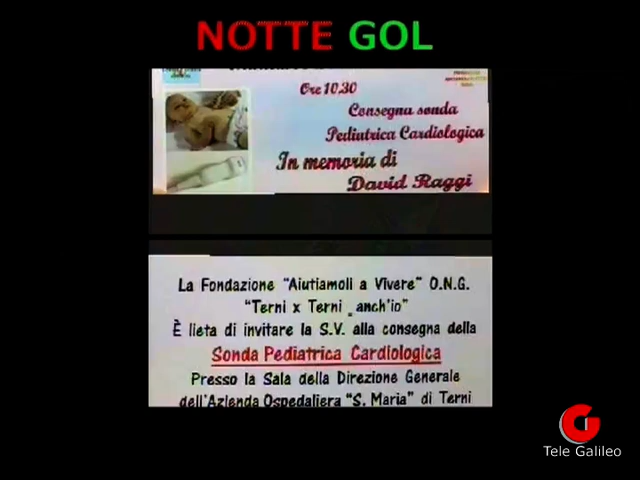 NOTTE GOL
Ore 10.30
Consegna sonda
Pediatrica Cardiologica
In memoria di
David Raggi
La Fondazione "Aiutiamoli a Vivere" O.N.G.
"Terni x Terni anch'io"
È lieta di invitare la S.V. alla consegna della
Sonda Pediatrica Cardiologica
Presso la Sala della Direzione Generale
dell'Azienda Ospedaliera "S. Maria" di Terni
Tele Galileo